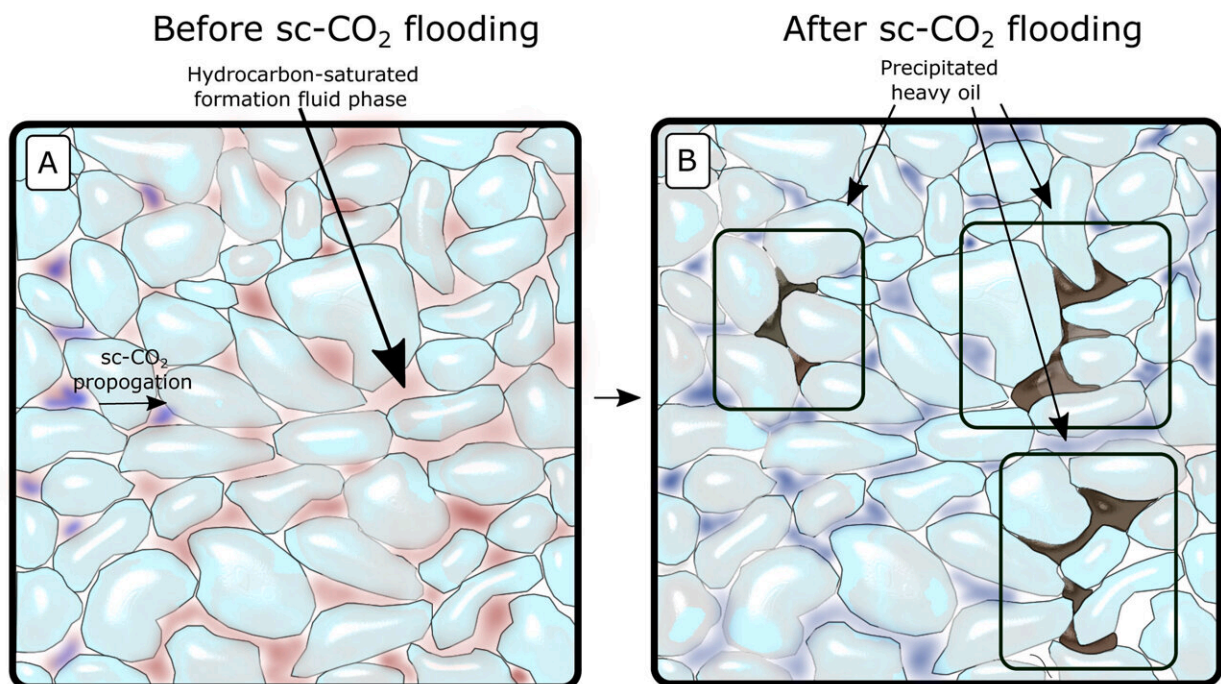 Before sc-CO₂ flooding
After sc-CO₂ flooding
Hydrocarbon-saturated
formation fluid phase
Precipitated
heavy oil
A
B
sc-CO₂
propogation